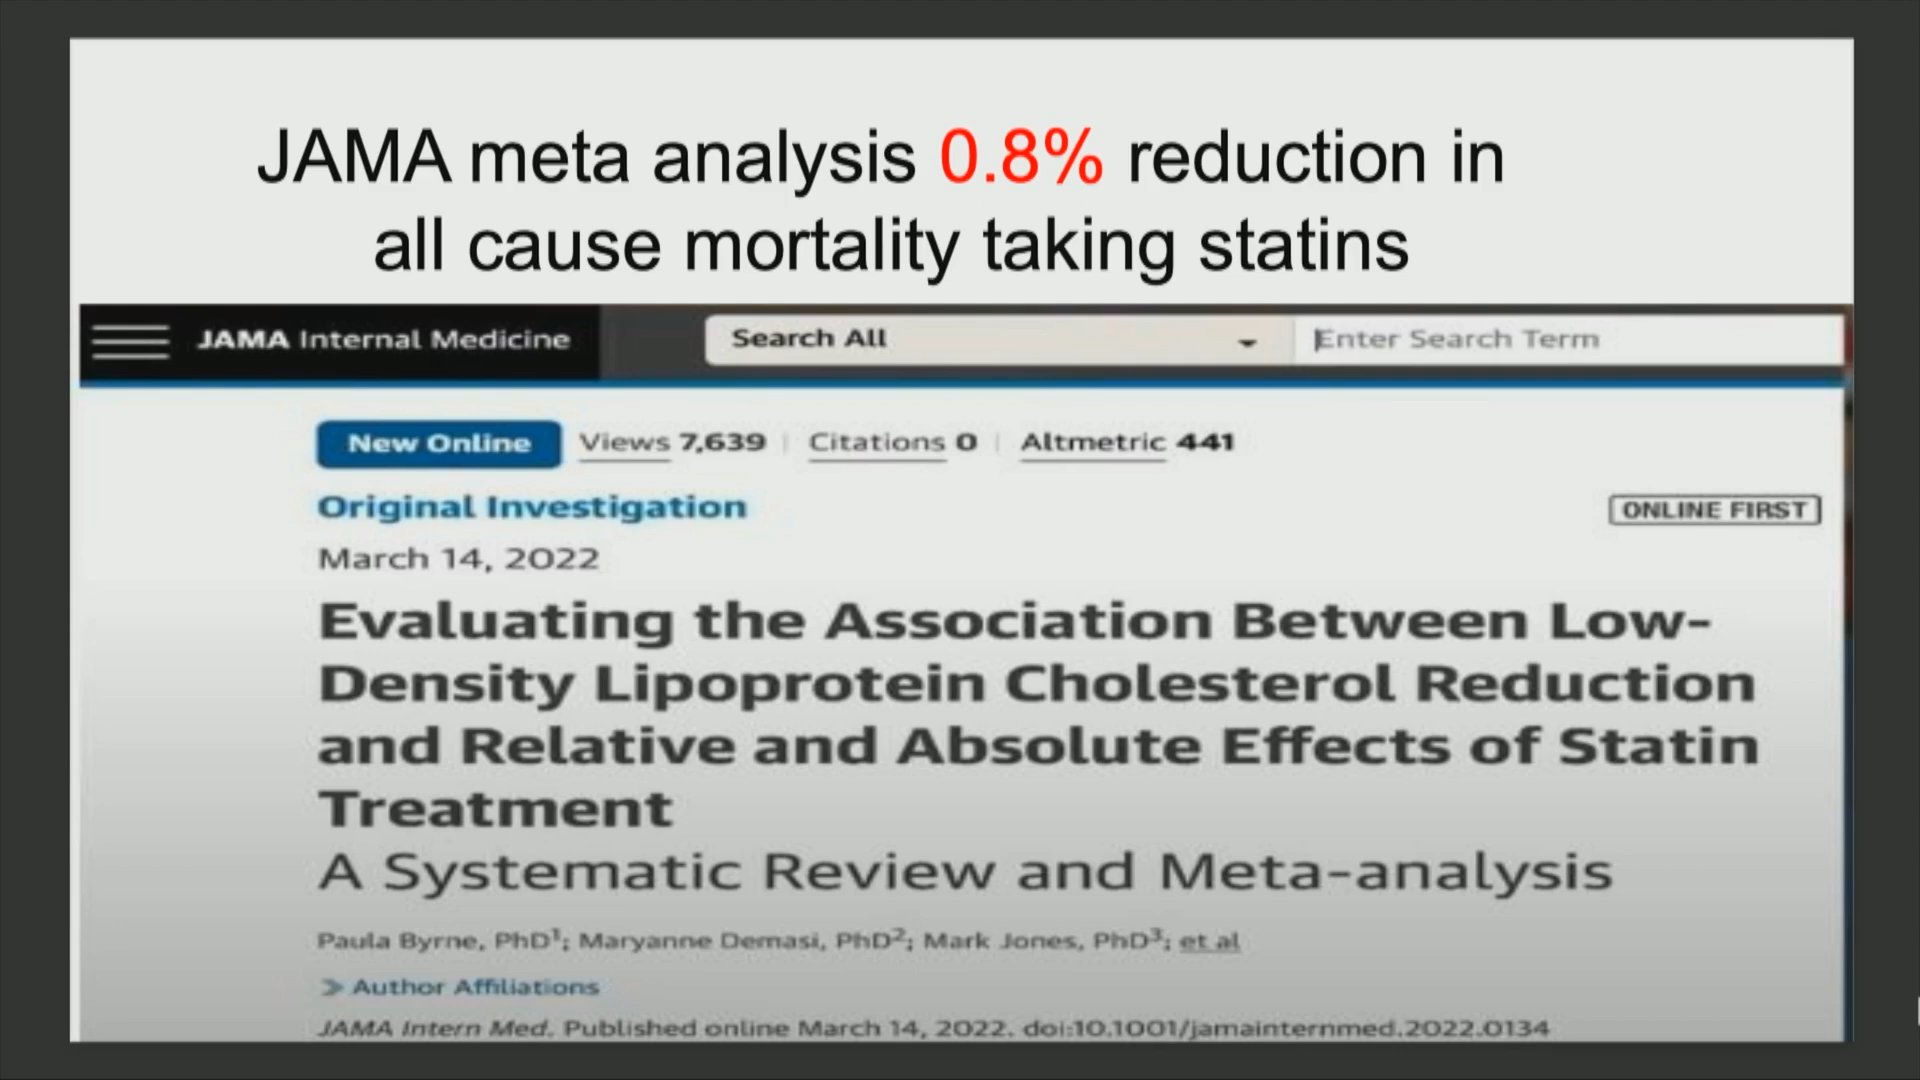 JAMA meta analysis 0.8% reduction in
all cause mortality taking statins
JAMA Internal Medicine Search All Enter Search Term
New Online Views 7,639 Citations 0 Altmetric 441
Original Investigation ONLINE FIRST
March 14, 2022
Evaluating the Association Between Low-
Density Lipoprotein Cholesterol Reduction
and Relative and Absolute Effects of Statin
Treatment
A Systematic Review and Meta-analysis
Paula Byrne, PhD¹; Maryanne Demasi, PhD²; Mark Jones, PhD³; et al
Author Affiliations
JAMA Intern Med. Published online March 14, 2022. doi:10.1001/jamainternmed.2022.0134